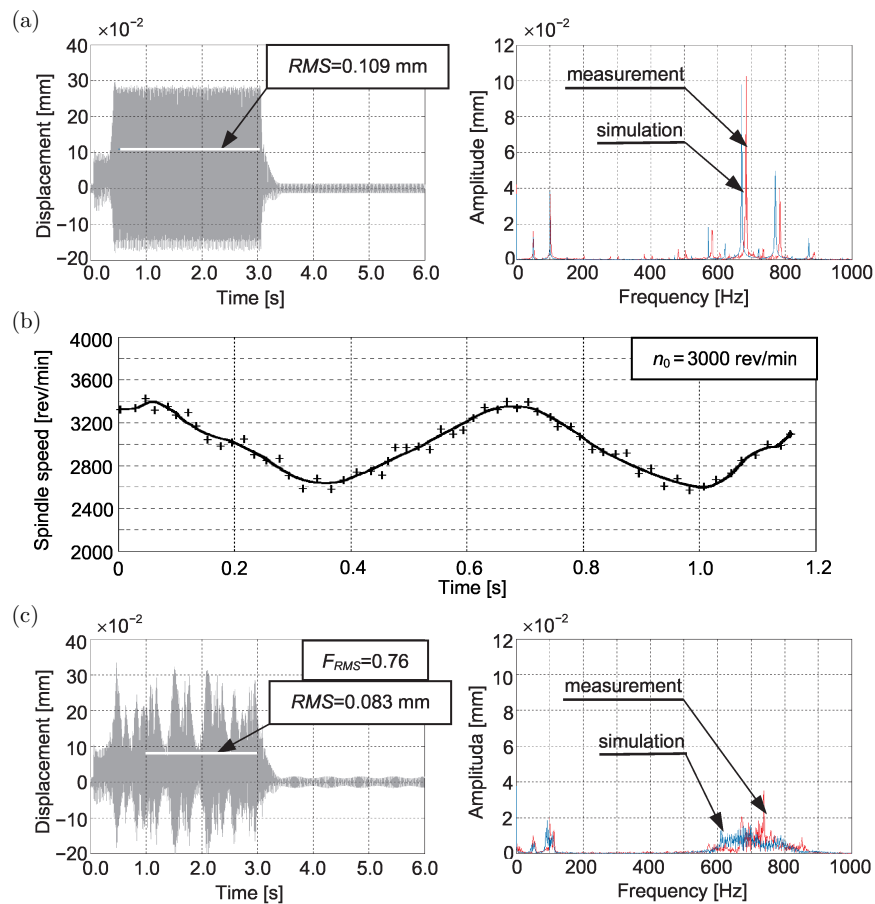 (a)
×10⁻²
40
30
20
10
0
−10
−20
Displacement [mm]
RMS=0.109 mm
0.0 1.0 2.0 3.0 4.0 5.0 6.0
Time [s]
×10⁻²
12
10
8
6
4
2
0
Amplitude [mm]
measurement
simulation
0 200 400 600 800 1000
Frequency [Hz]
(b)
4000
3600
3200
2800
2400
2000
Spindle speed [rev/min]
n₀ = 3000 rev/min
0 0.2 0.4 0.6 0.8 1.0 1.2
Time [s]
(c)
×10⁻²
40
30
20
10
0
−10
−20
Displacement [mm]
F_RMS=0.76
RMS=0.083 mm
0.0 1.0 2.0 3.0 4.0 5.0 6.0
Time [s]
×10⁻²
12
10
8
6
4
2
0
Amplituda [mm]
measurement
simulation
0 200 400 600 800 1000
Frequency [Hz]